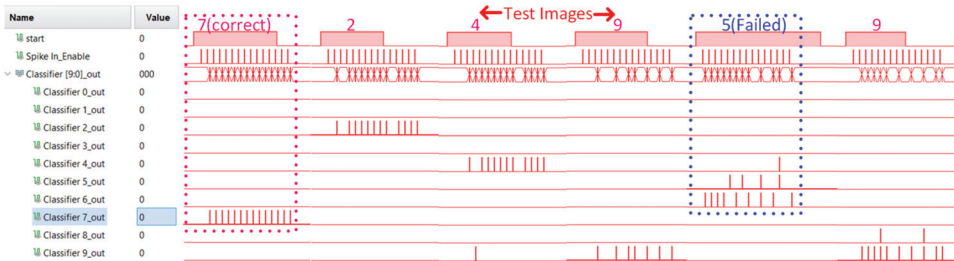 Name Value Test Images
7(correct) 2 4 9 5(Failed) 9
start 0
Spike In_Enable 0
Classifier [9:0]_out 000
Classifier 0_out 0
Classifier 1_out 0
Classifier 2_out 0
Classifier 3_out 0
Classifier 4_out 0
Classifier 5_out 0
Classifier 6_out 0
Classifier 7_out 0
Classifier 8_out 0
Classifier 9_out 0